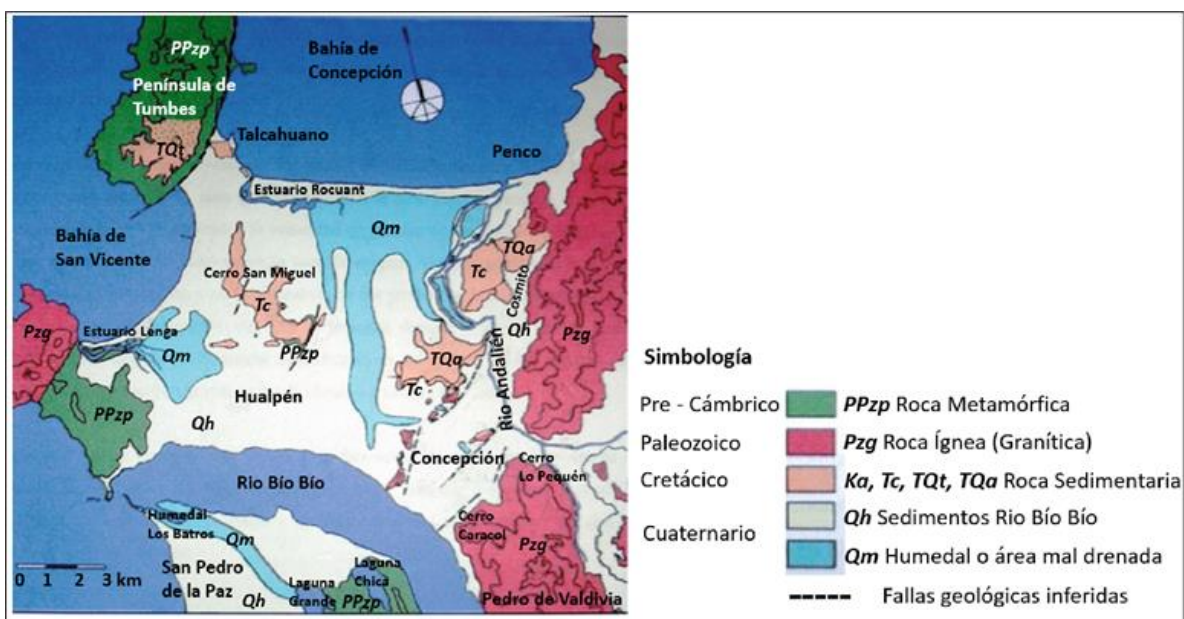 PPzp
Península de
Tumbes
TQt
Bahía de
Concepción
Talcahuano
Penco
Estuario Rocuant
Qm
Bahía de
San Vicente
Cerro San Miguel
Tc
PPzp
TQa
Tc
Cosmito
Qh
Pzg
Pzg
Estuario Lenga
Qm
PPzp
Hualpén
Qh
TQa
Tc
Rio Andalién
Concepción
Cerro
Lo Pequén
Rio Bío Bío
Humedal
Los Batros
Qm
San Pedro
de la Paz
Qh
Laguna
Grande
Laguna
Chica
PPzp
Cerro
Caracol
Pzg
Pedro de Valdivia
0 1 2 3 km
Simbología
Pre - Cámbrico PPzp Roca Metamórfica
Paleozoico Pzg Roca Ígnea (Granítica)
Cretácico Ka, Tc, TQt, TQa Roca Sedimentaria
Cuaternario
Qh Sedimentos Rio Bío Bío
Qm Humedal o área mal drenada
Fallas geológicas inferidas